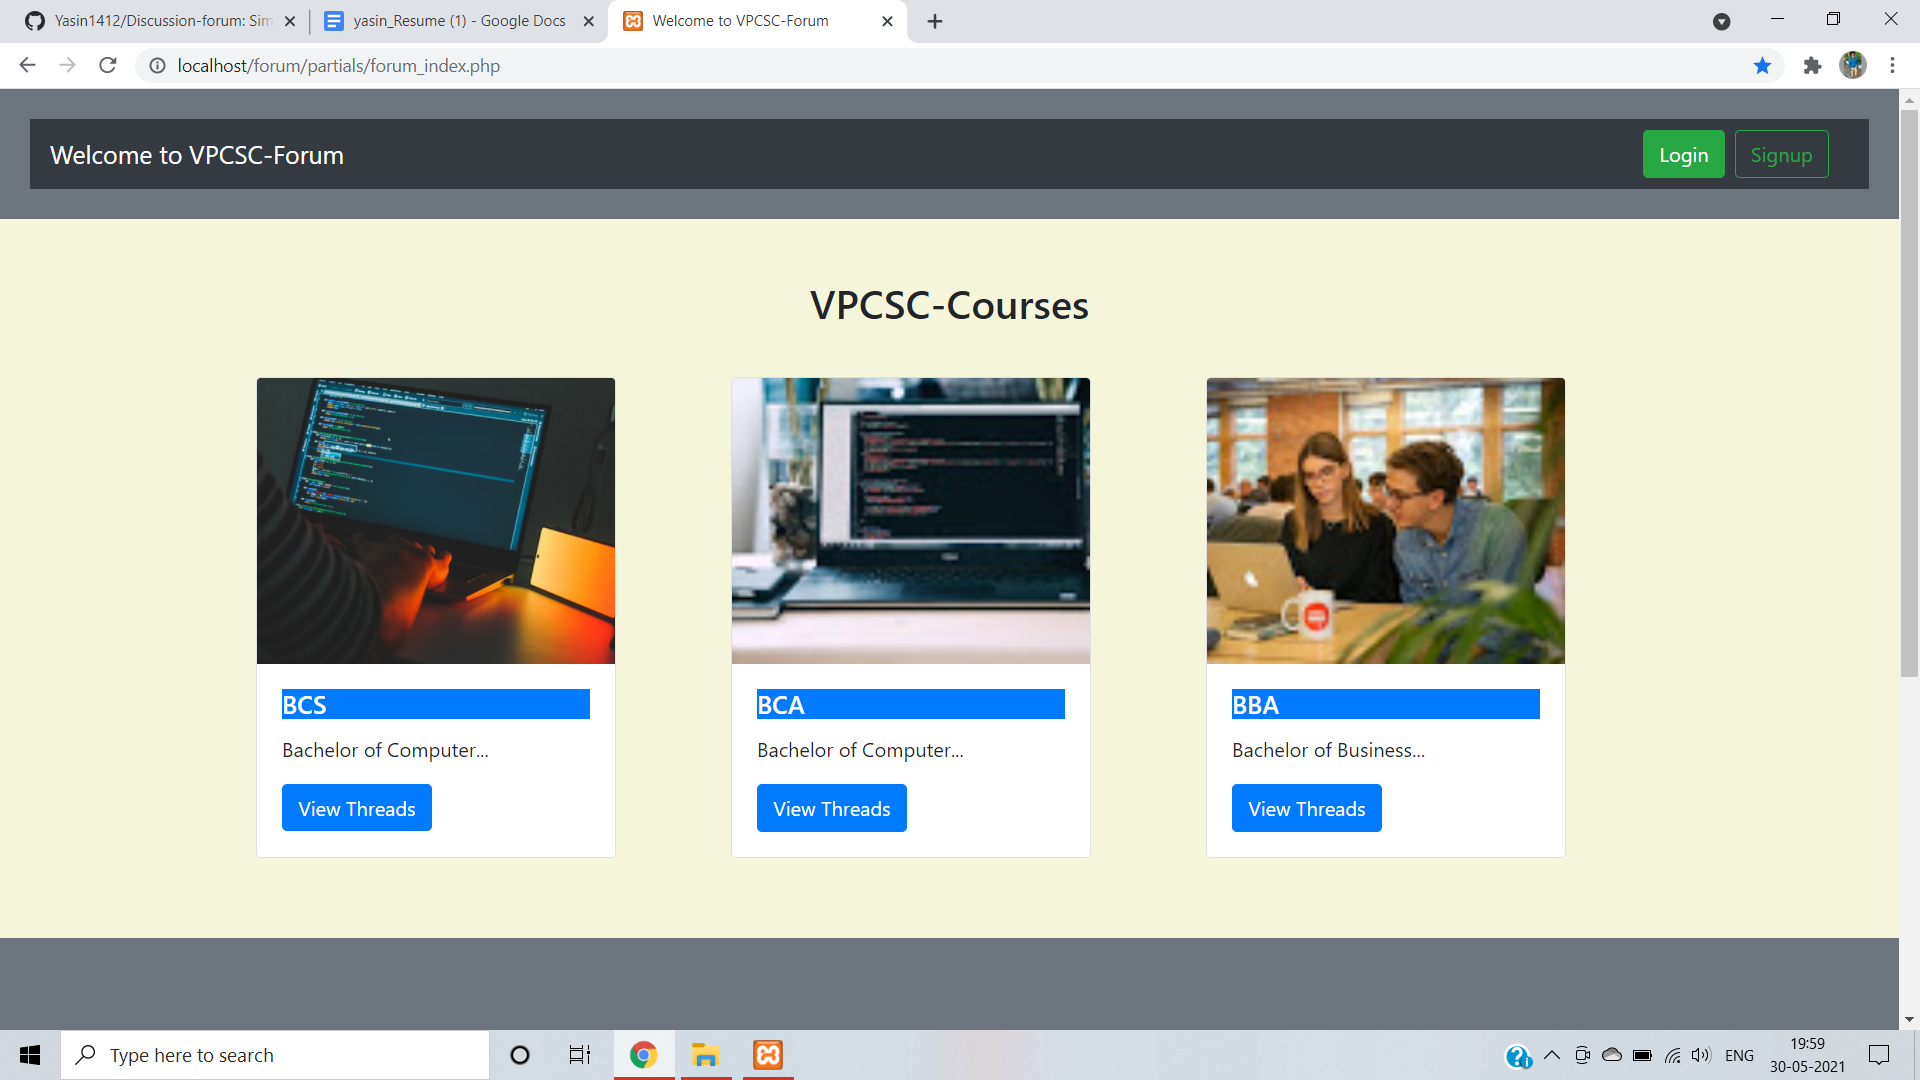 Yasin1412/Discussion-forum: Sim
yasin_Resume (1) - Google Docs
Welcome to VPCSC-Forum
localhost/forum/partials/forum_index.php
Welcome to VPCSC-Forum
Login
Signup
VPCSC-Courses
BCS
BCA
BBA
Bachelor of Computer...
Bachelor of Computer...
Bachelor of Business...
View Threads
View Threads
View Threads
Type here to search
ENG
19:59
30-05-2021